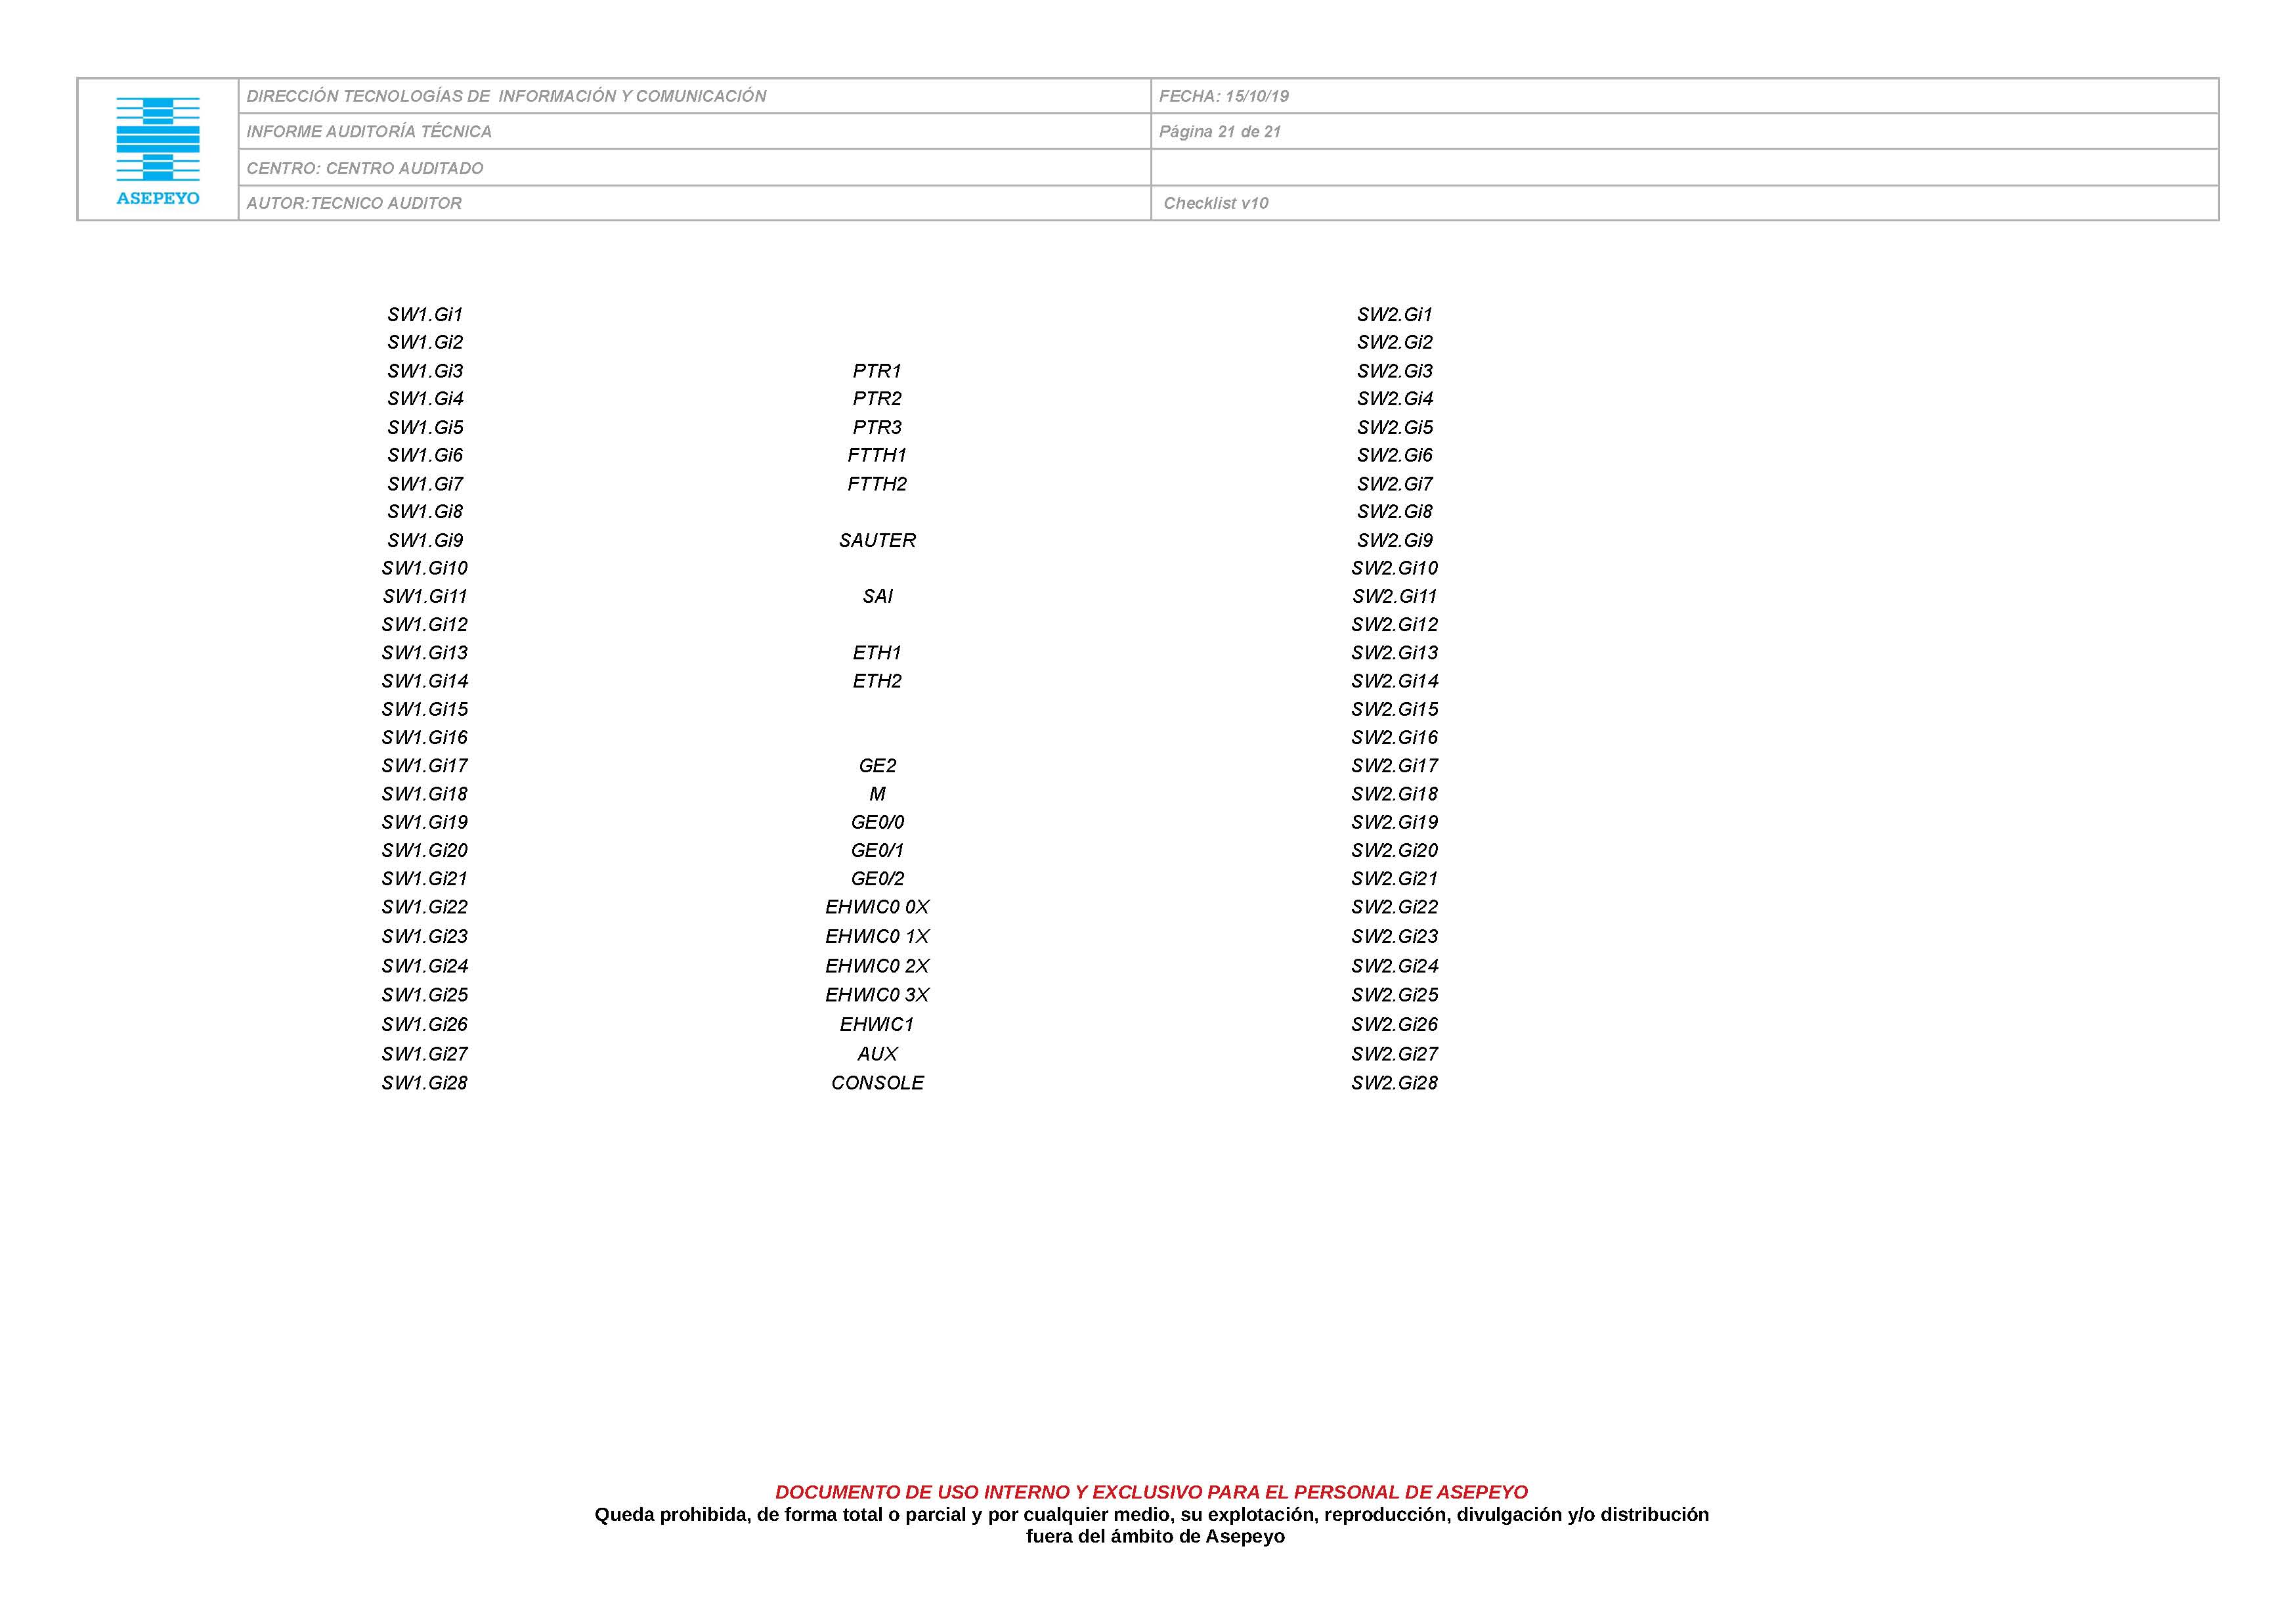 DIRECCIÓN TECNOLOGÍAS DE  INFORMACIÓN Y COMUNICACIÓN FECHA: 15/10/19
INFORME AUDITORÍA TÉCNICA Página 21 de 21
CENTRO: CENTRO AUDITADO
ASEPEYO AUTOR:TECNICO AUDITOR Checklist v10
SW1.Gi1 SW2.Gi1
SW1.Gi2 SW2.Gi2
SW1.Gi3 PTR1 SW2.Gi3
SW1.Gi4 PTR2 SW2.Gi4
SW1.Gi5 PTR3 SW2.Gi5
SW1.Gi6 FTTH1 SW2.Gi6
SW1.Gi7 FTTH2 SW2.Gi7
SW1.Gi8 SW2.Gi8
SW1.Gi9 SAUTER SW2.Gi9
SW1.Gi10 SW2.Gi10
SW1.Gi11 SAI SW2.Gi11
SW1.Gi12 SW2.Gi12
SW1.Gi13 ETH1 SW2.Gi13
SW1.Gi14 ETH2 SW2.Gi14
SW1.Gi15 SW2.Gi15
SW1.Gi16 SW2.Gi16
SW1.Gi17 GE2 SW2.Gi17
SW1.Gi18 M SW2.Gi18
SW1.Gi19 GE0/0 SW2.Gi19
SW1.Gi20 GE0/1 SW2.Gi20
SW1.Gi21 GE0/2 SW2.Gi21
SW1.Gi22 EHWIC0 0X SW2.Gi22
SW1.Gi23 EHWIC0 1X SW2.Gi23
SW1.Gi24 EHWIC0 2X SW2.Gi24
SW1.Gi25 EHWIC0 3X SW2.Gi25
SW1.Gi26 EHWIC1 SW2.Gi26
SW1.Gi27 AUX SW2.Gi27
SW1.Gi28 CONSOLE SW2.Gi28
DOCUMENTO DE USO INTERNO Y EXCLUSIVO PARA EL PERSONAL DE ASEPEYO
Queda prohibida, de forma total o parcial y por cualquier medio, su explotación, reproducción, divulgación y/o distribución
fuera del ámbito de Asepeyo